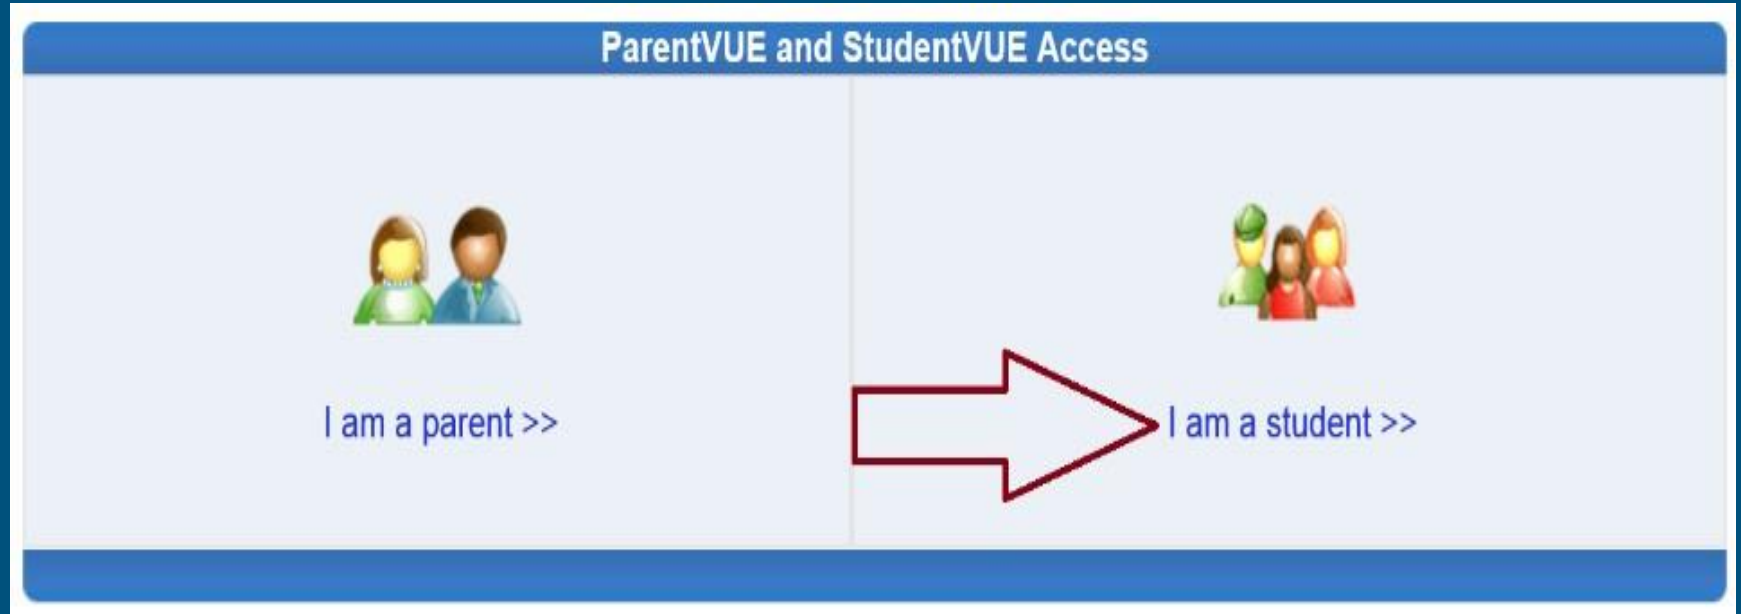 ParentVUE and StudentVUE Access
I am a parent >>
I am a student >>